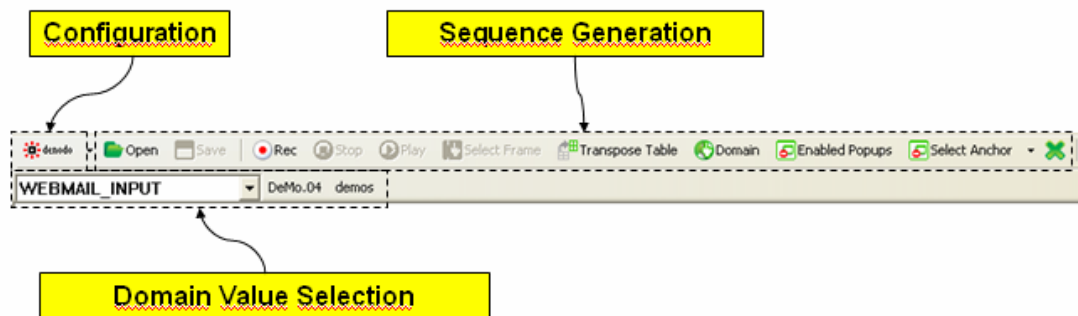 Configuration
Sequence Generation
denodo Open Save Rec Stop Play Select Frame Transpose Table Domain Enabled Popups Select Anchor
WEBMAIL_INPUT DeMo.04 demos
Domain Value Selection